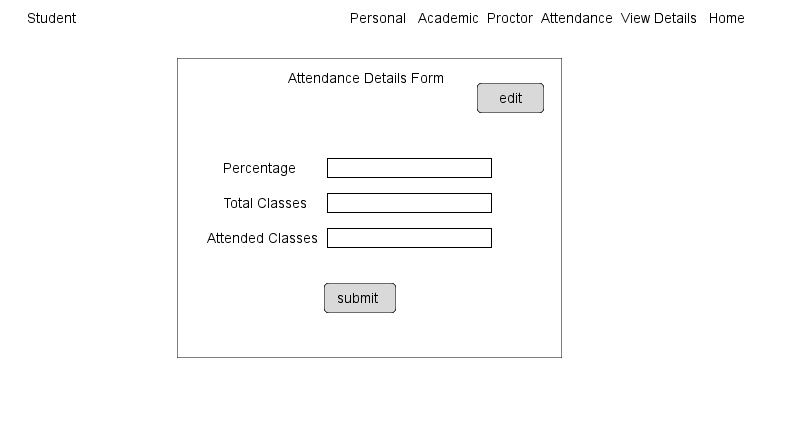 Student Personal Academic Proctor Attendance View Details Home
Attendance Details Form
edit
Percentage
Total Classes
Attended Classes
submit